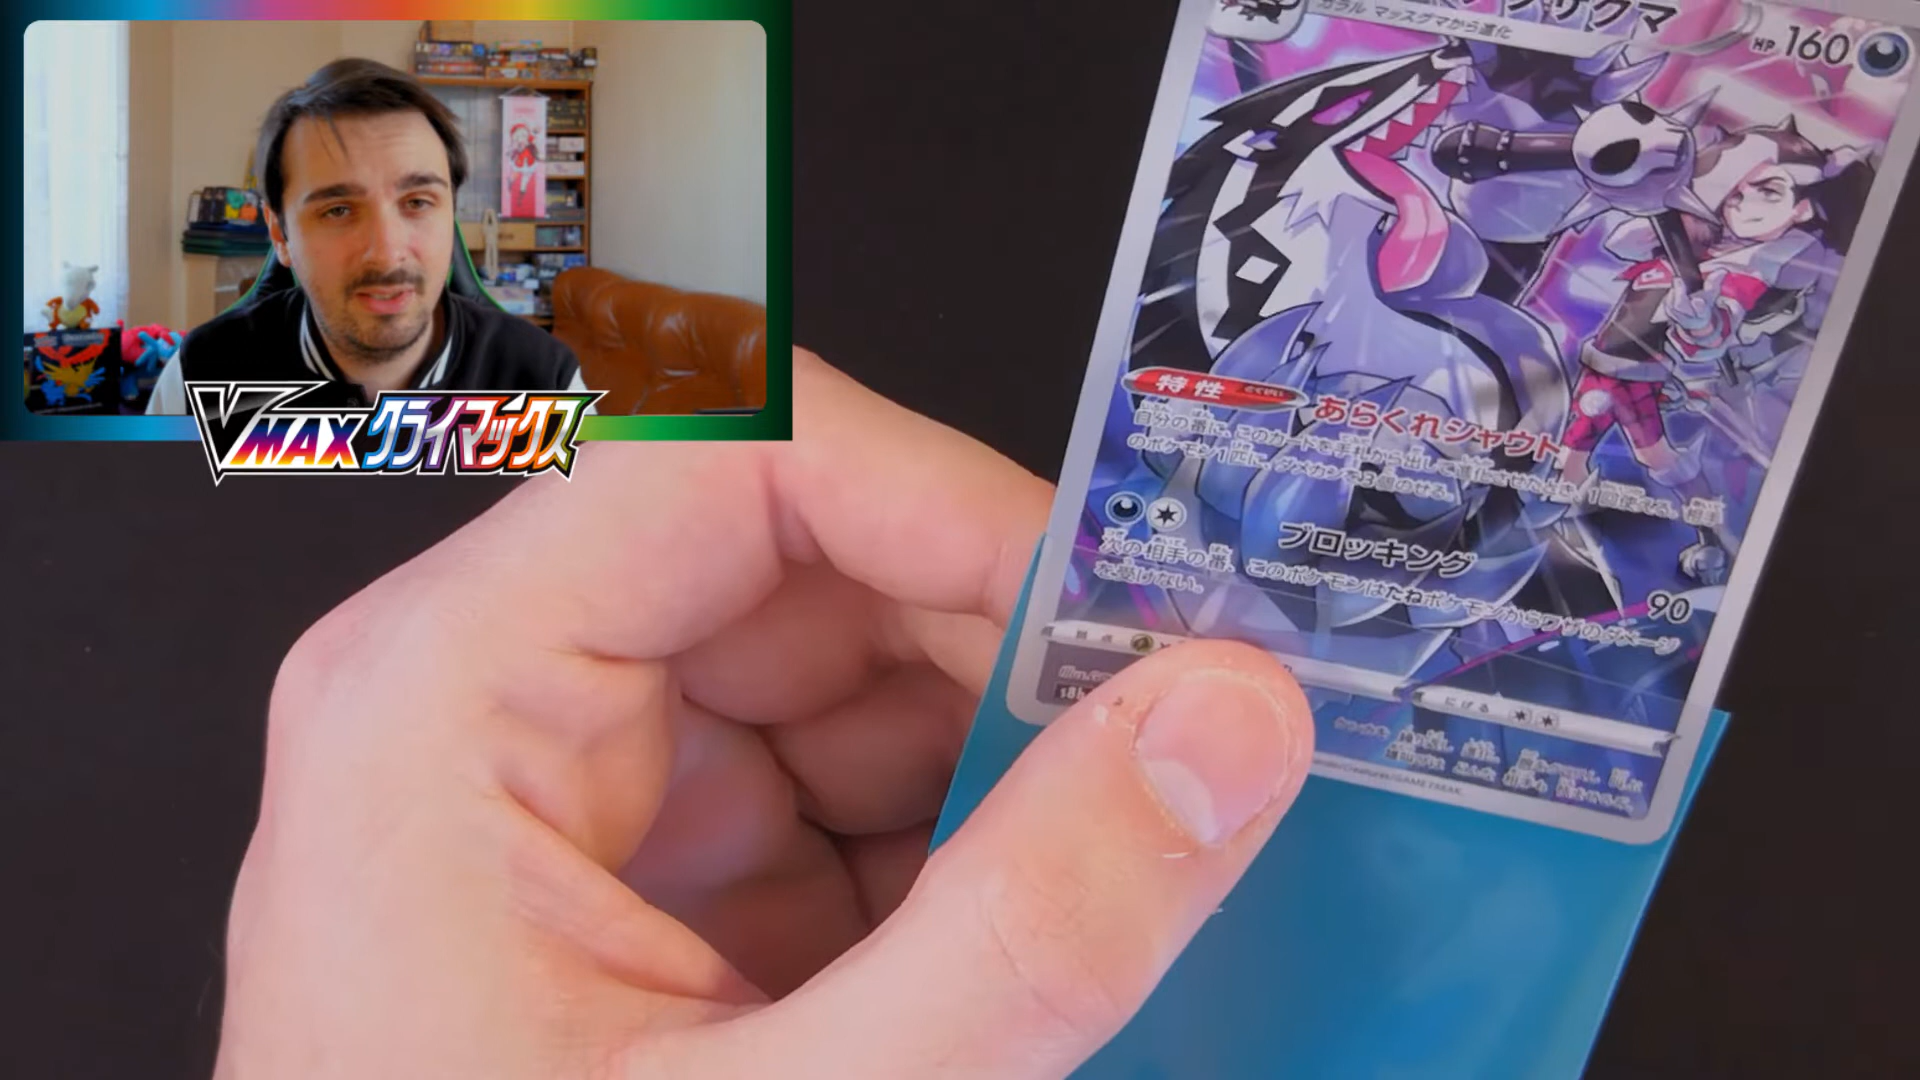 VMAXクライマックス
ガラル マッスグマから進化
HP 160
特性 あらくれシャウト
自分の番に、このカードを手札から出して進化させたとき、1回使える。相手
のポケモン1匹に、ダメカンを3個のせる。
ブロッキング
90
次の相手の番、このポケモンはたねポケモンからワザのダメージ
を受けない。
にげる